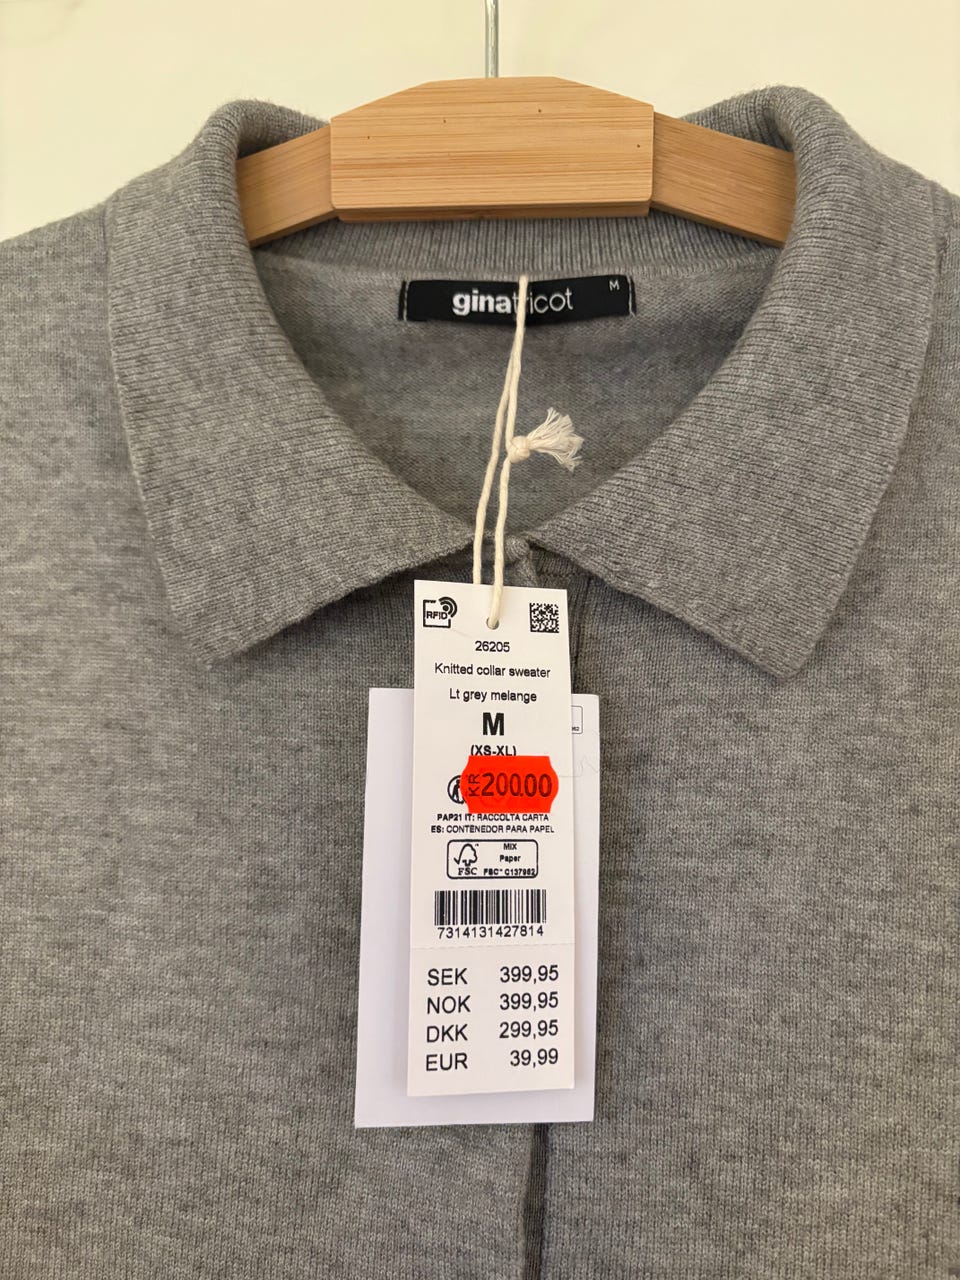 ginatricot
M
RFID
26205
Knitted collar sweater
Lt grey melange
M
(XS-XL)
KR 200.00
PAP21 IT: RACCOLTA CARTA
ES: CONTENEDOR PARA PAPEL
MIX
Paper
FSC FSC™ C137962
7314131427814
SEK 399,95
NOK 399,95
DKK 299,95
EUR 39,99